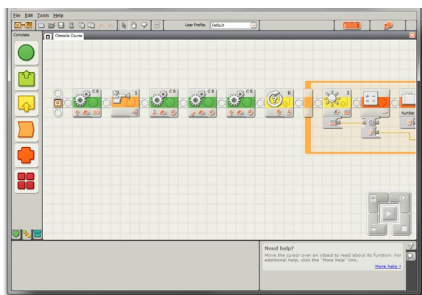 File Edit Tools Help
User Profile: Default
Complete
Obstacle Course
C B
1
C B
C B
C B
Number
Need help?
Move the cursor over an object to read about its function. For
additional help, click the "More help" link.
More help >